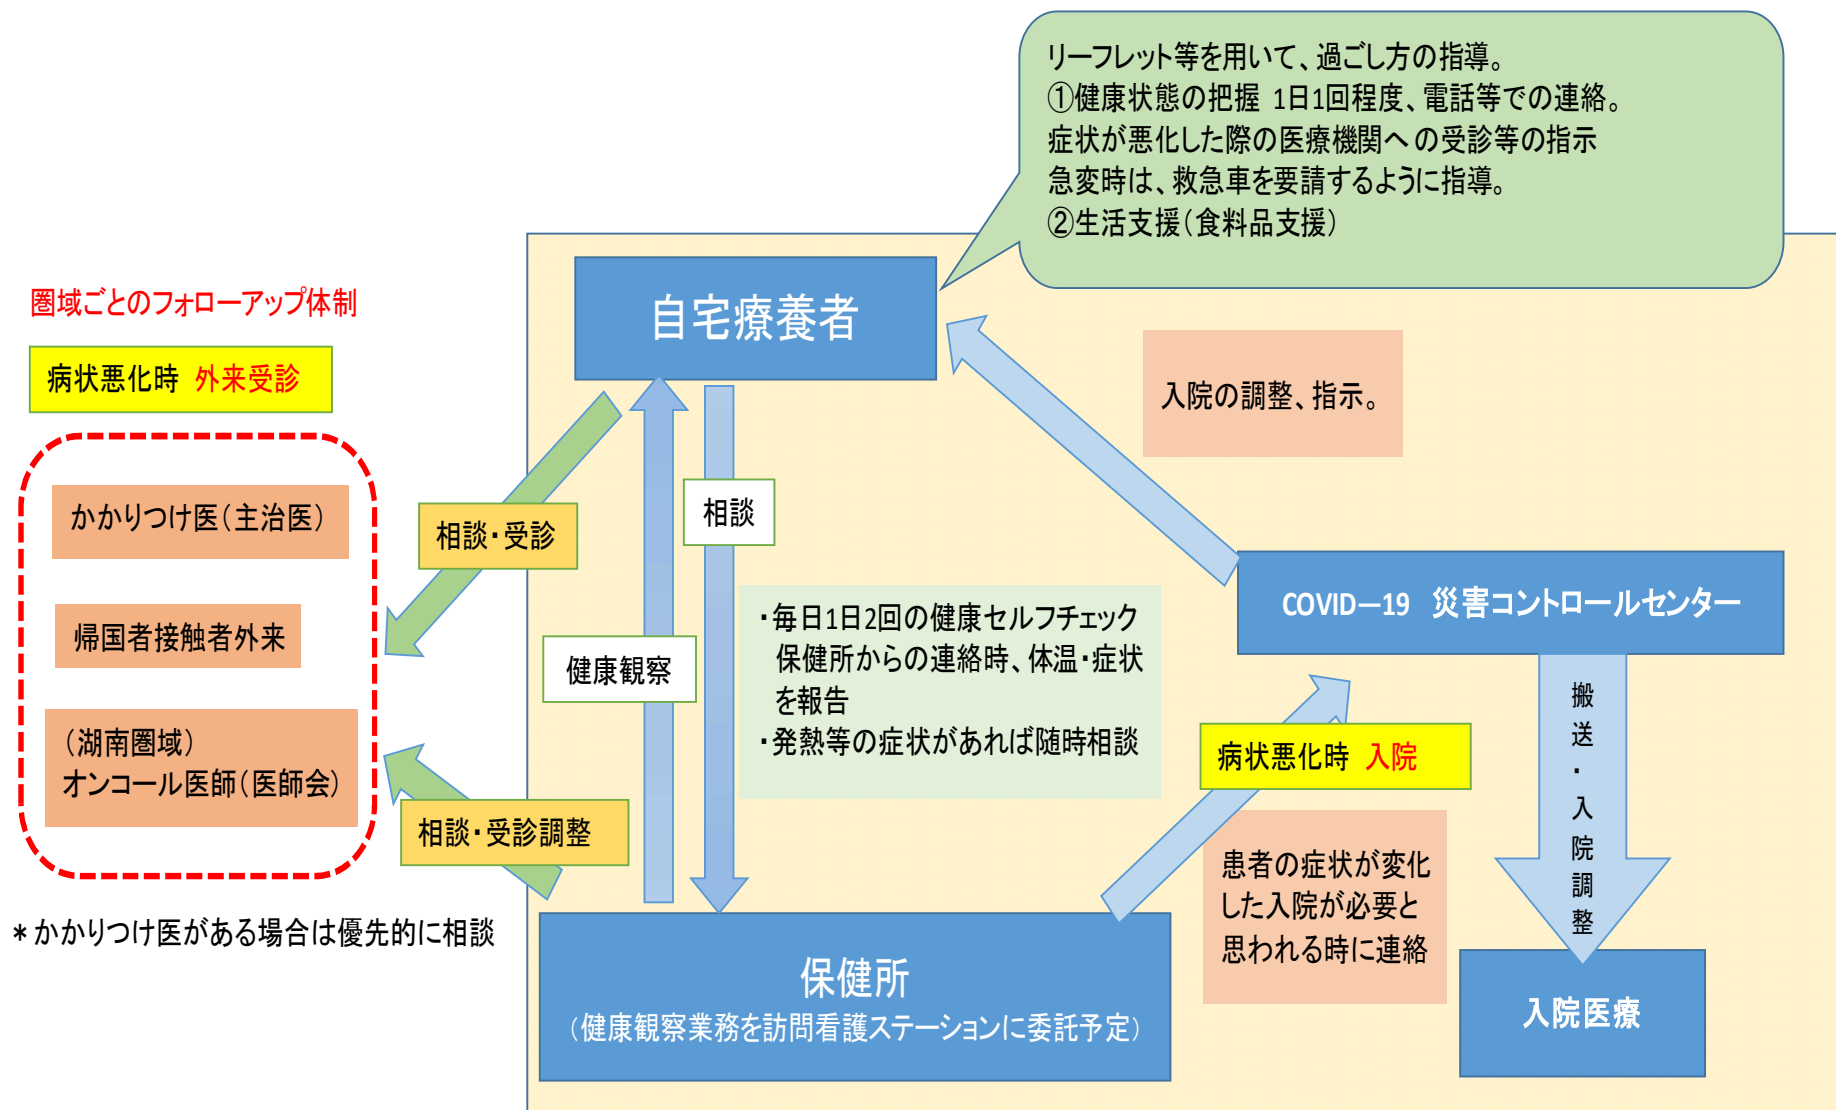 リーフレット等を用いて、過ごし方の指導。
①健康状態の把握 1日1回程度、電話等での連絡。
症状が悪化した際の医療機関への受診等の指示
急変時は、救急車を要請するように指導。
②生活支援(食料品支援)
自宅療養者
圏域ごとのフォローアップ体制
病状悪化時 外来受診
入院の調整、指示。
かかりつけ医(主治医)
相談・受診
相談
帰国者接触者外来
健康観察
・毎日1日2回の健康セルフチェック
保健所からの連絡時、体温・症状
を報告
・発熱等の症状があれば随時相談
COVID—19 災害コントロールセンター
(湖南圏域)
オンコール医師(医師会)
相談・受診調整
病状悪化時 入院
搬送・入院調整
患者の症状が変化
した入院が必要と
思われる時に連絡
*かかりつけ医がある場合は優先的に相談
保健所
(健康観察業務を訪問看護ステーションに委託予定)
入院医療